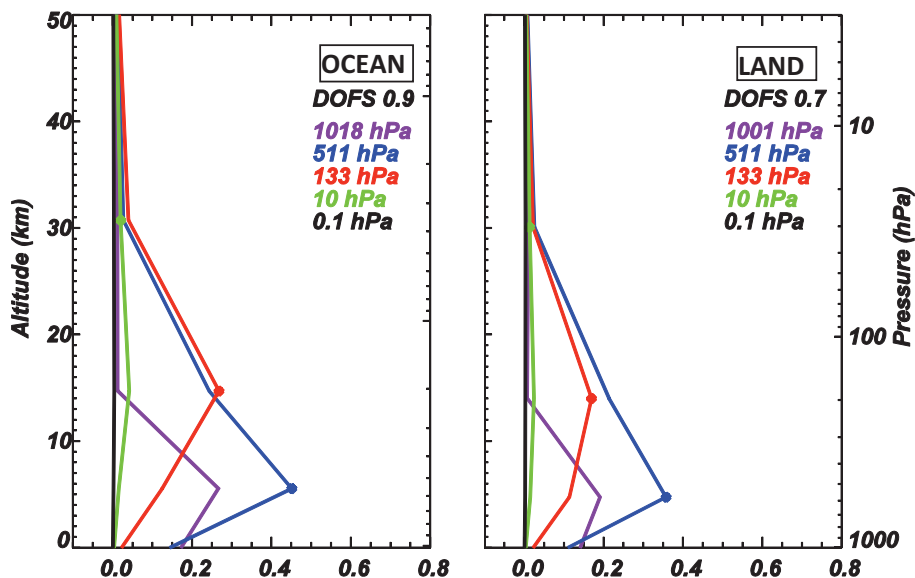 50
40
30
20
10
0
Altitude (km)
OCEAN
DOFS 0.9
1018 hPa
511 hPa
133 hPa
10 hPa
0.1 hPa
0.0 0.2 0.4 0.6 0.8
LAND
DOFS 0.7
1001 hPa
511 hPa
133 hPa
10 hPa
0.1 hPa
0.0 0.2 0.4 0.6 0.8
10
100
1000
Pressure (hPa)